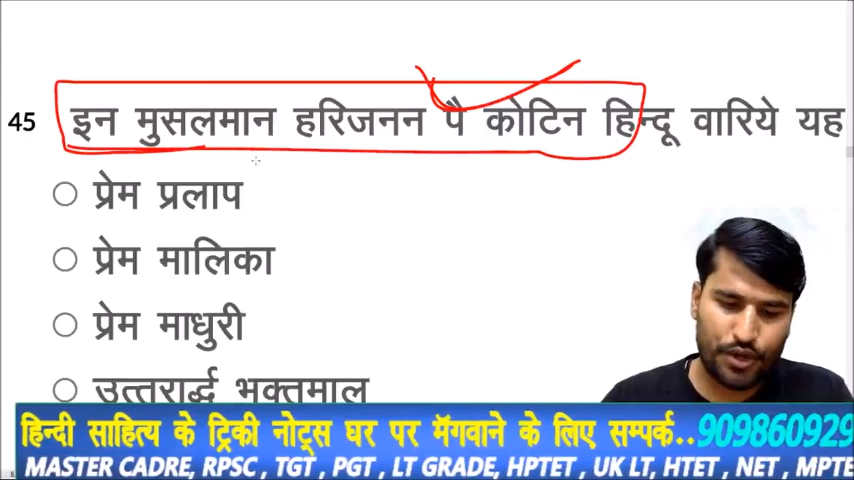 45 इन मुसलमान हरिजनन पै कोटिन हिन्दू वारिये यह
प्रेम प्रलाप
प्रेम मालिका
प्रेम माधुरी
उत्तरार्द्ध भक्तमाल
हिन्दी साहित्य के ट्रिकी नोट्स घर पर मॅगवाने के लिए सम्पर्क..909860929
MASTER CADRE, RPSC , TGT , PGT , LT GRADE, HPTET , UK LT, HTET , NET , MPTE